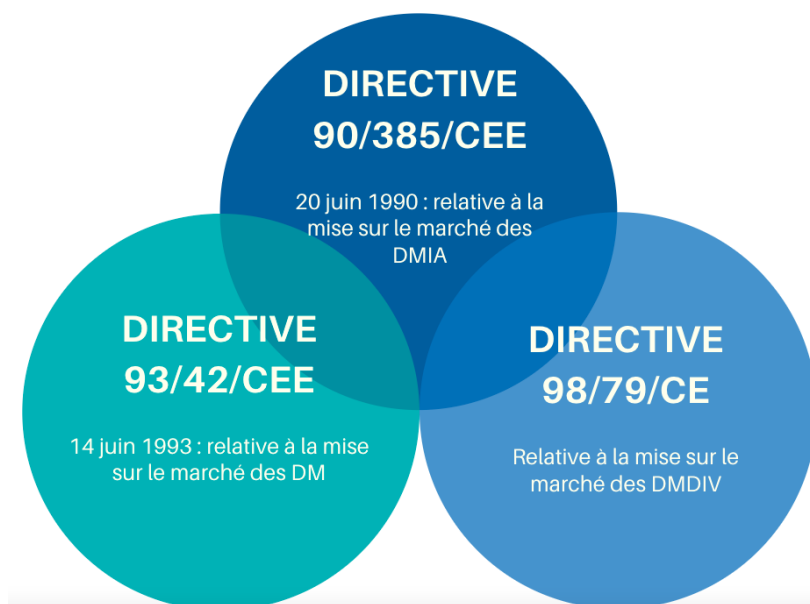 DIRECTIVE
90/385/CEE
20 juin 1990 : relative à la
mise sur le marché des
DMIA
DIRECTIVE
93/42/CEE
14 juin 1993 : relative à la mise
sur le marché des DM
DIRECTIVE
98/79/CE
Relative à la mise sur le
marché des DMDIV